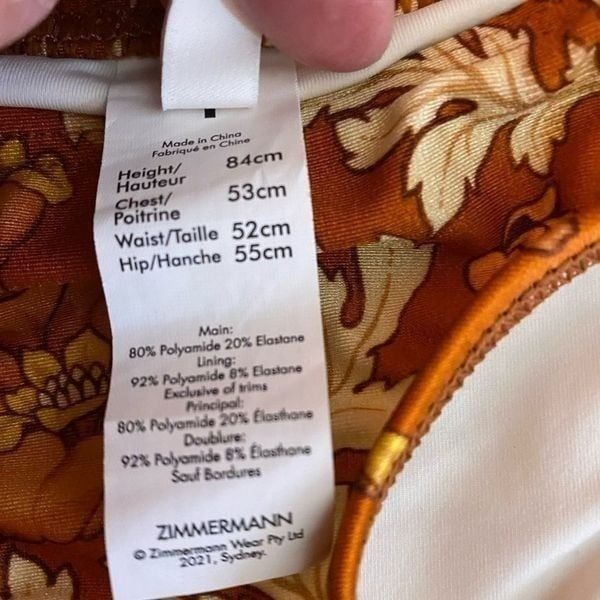 Made in China
Fabriqué en Chine
Height/ 84cm
Hauteur
Chest/ 53cm
Poitrine
Waist/Taille 52cm
Hip/Hanche 55cm
Main:
80% Polyamide 20% Elastane
Lining:
92% Polyamide 8% Elastane
Exclusive of trims
Principal:
80% Polyamide 20% Élasthane
Doublure:
92% Polyamide 8% Élasthane
Sauf Bordures
ZIMMERMANN
© Zimmermann Wear Pty Ltd
2021, Sydney.